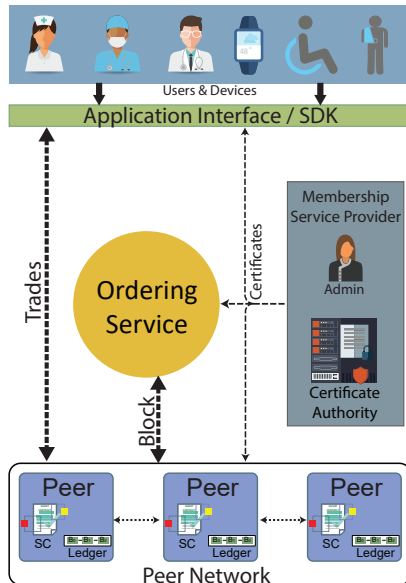 Users & Devices
Application Interface / SDK
Trades
Certificates
Membership
Service Provider
Admin
Ordering
Service
Certificate
Authority
Block
Peer
SC
Ledger
Peer
SC
Ledger
Peer
SC
Ledger
Peer Network